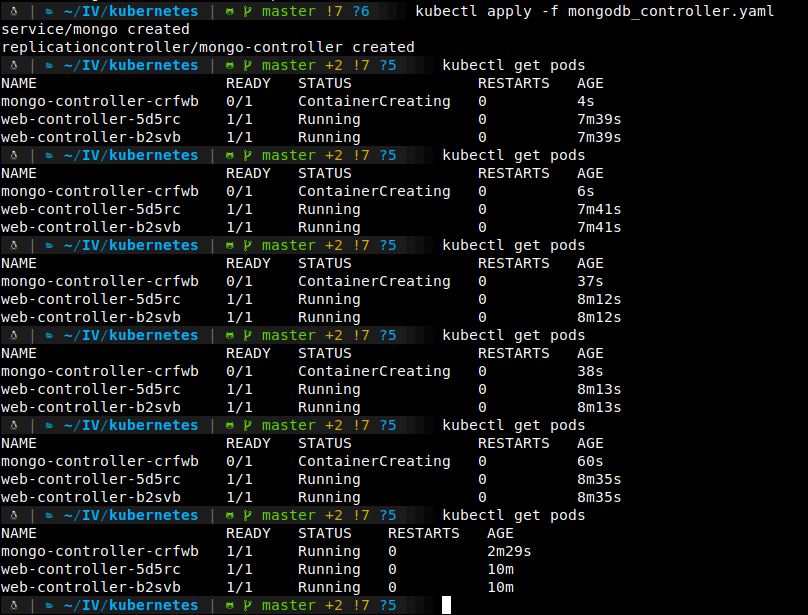 ~/IV/kubernetes | master !7 ?6 kubectl apply -f mongodb_controller.yaml
service/mongo created
replicationcontroller/mongo-controller created
| ~/IV/kubernetes | master +2 !7 ?5 kubectl get pods
NAME READY STATUS RESTARTS AGE
mongo-controller-crfwb 0/1 ContainerCreating 0 4s
web-controller-5d5rc 1/1 Running 0 7m39s
web-controller-b2svb 1/1 Running 0 7m39s
| ~/IV/kubernetes | master +2 !7 ?5 kubectl get pods
NAME READY STATUS RESTARTS AGE
mongo-controller-crfwb 0/1 ContainerCreating 0 6s
web-controller-5d5rc 1/1 Running 0 7m41s
web-controller-b2svb 1/1 Running 0 7m41s
| ~/IV/kubernetes | master +2 !7 ?5 kubectl get pods
NAME READY STATUS RESTARTS AGE
mongo-controller-crfwb 0/1 ContainerCreating 0 37s
web-controller-5d5rc 1/1 Running 0 8m12s
web-controller-b2svb 1/1 Running 0 8m12s
| ~/IV/kubernetes | master +2 !7 ?5 kubectl get pods
NAME READY STATUS RESTARTS AGE
mongo-controller-crfwb 0/1 ContainerCreating 0 38s
web-controller-5d5rc 1/1 Running 0 8m13s
web-controller-b2svb 1/1 Running 0 8m13s
| ~/IV/kubernetes | master +2 !7 ?5 kubectl get pods
NAME READY STATUS RESTARTS AGE
mongo-controller-crfwb 0/1 ContainerCreating 0 60s
web-controller-5d5rc 1/1 Running 0 8m35s
web-controller-b2svb 1/1 Running 0 8m35s
| ~/IV/kubernetes | master +2 !7 ?5 kubectl get pods
NAME READY STATUS RESTARTS AGE
mongo-controller-crfwb 1/1 Running 0 2m29s
web-controller-5d5rc 1/1 Running 0 10m
web-controller-b2svb 1/1 Running 0 10m
| ~/IV/kubernetes | master +2 !7 ?5